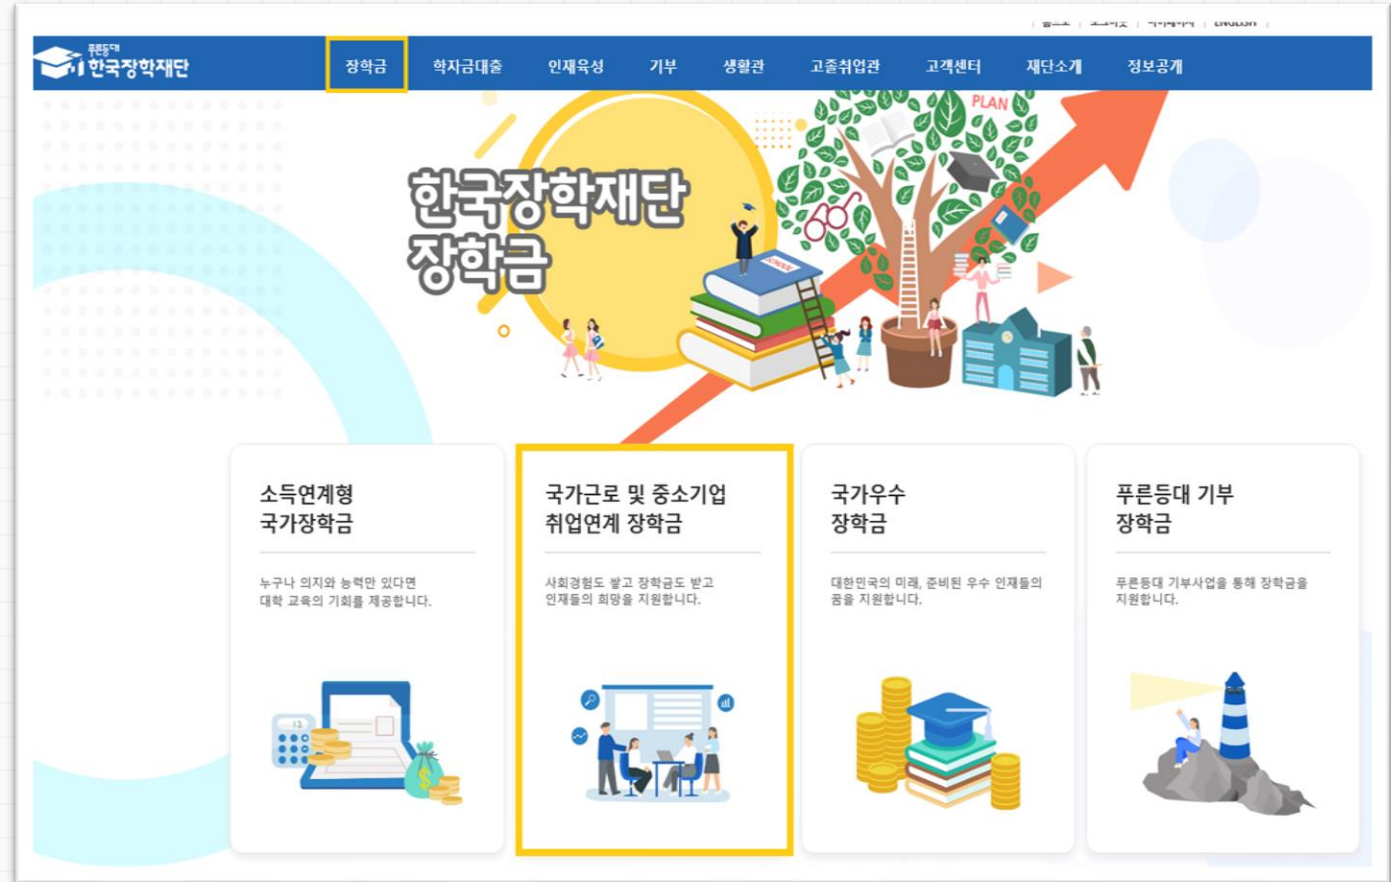 ENGLISH
푸른등대
한국장학재단
장학금 학자금대출 인재육성 기부 생활관 고졸취업관 고객센터 재단소개 정보공개
PLAN
한국장학재단
장학금
SCHOOL
소득연계형
국가장학금
누구나 의지와 능력만 있다면
대학 교육의 기회를 제공합니다.
국가근로 및 중소기업
취업연계 장학금
사회경험도 쌓고 장학금도 받고
인재들의 희망을 지원합니다.
국가우수
장학금
대한민국의 미래, 준비된 우수 인재들의
꿈을 지원합니다.
푸른등대 기부
장학금
푸른등대 기부사업을 통해 장학금을
지원합니다.
12